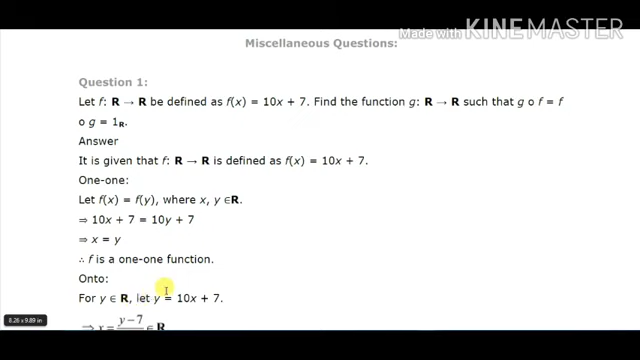 Made with KINEMASTER
Miscellaneous Questions:
Question 1:
Let f: R → R be defined as f(x) = 10x + 7. Find the function g: R → R such that g o f = f
o g = 1R.
Answer
It is given that f: R → R is defined as f(x) = 10x + 7.
One-one:
Let f(x) = f(y), where x, y ∈R.
⇒ 10x + 7 = 10y + 7
⇒ x = y
∴ f is a one-one function.
Onto:
For y ∈ R, let y = 10x + 7.
8.26 x 9.89 in
⇒ x = y − 7 ∈ R